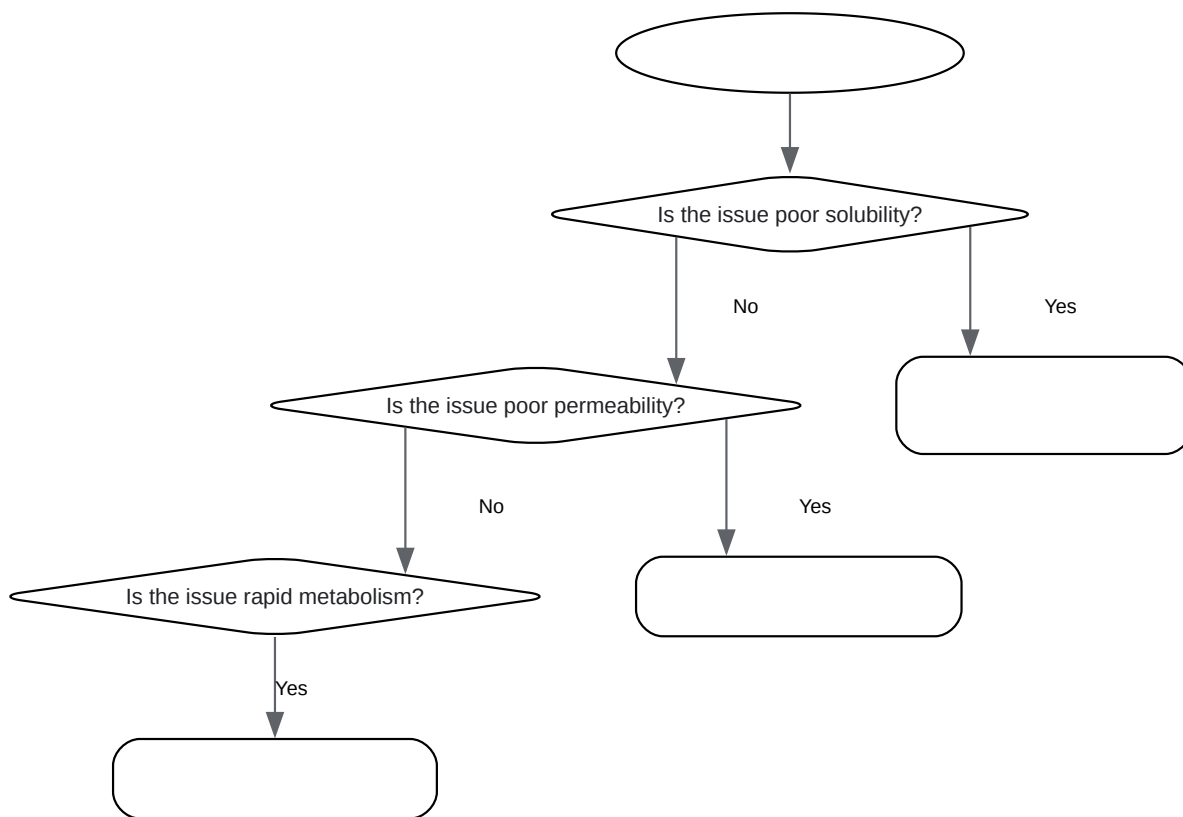 Is the issue poor solubility?
No
Yes
Is the issue poor permeability?
No
Yes
Is the issue rapid metabolism?
Yes